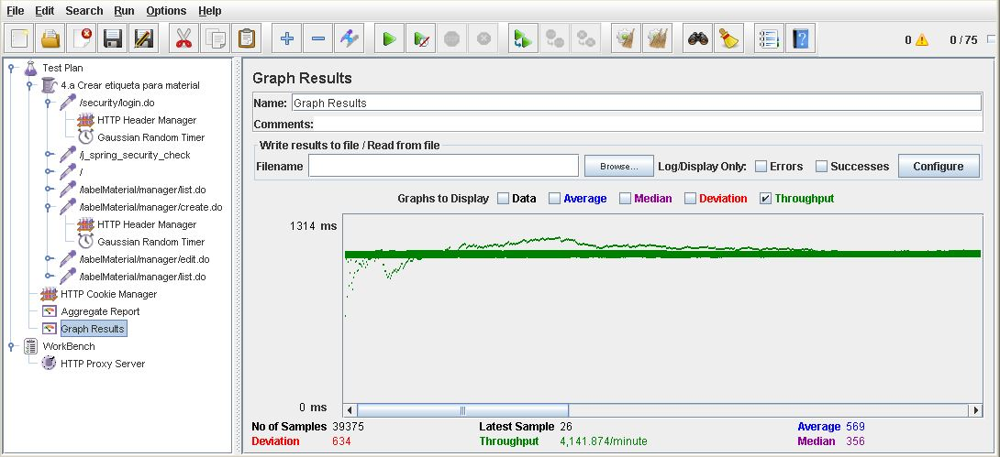 File Edit Search Run Options Help
0 0 / 75
Test Plan
4.a Crear etiqueta para material
/security/login.do
HTTP Header Manager
Gaussian Random Timer
/j_spring_security_check
/
/labelMaterial/manager/list.do
/labelMaterial/manager/create.do
HTTP Header Manager
Gaussian Random Timer
/labelMaterial/manager/edit.do
/labelMaterial/manager/list.do
HTTP Cookie Manager
Aggregate Report
Graph Results
WorkBench
HTTP Proxy Server
Graph Results
Name: Graph Results
Comments:
Write results to file / Read from file
Filename Browse... Log/Display Only: Errors Successes Configure
Graphs to Display Data Average Median Deviation Throughput
1314 ms
0 ms
No of Samples 39375 Latest Sample 26 Average 569
Deviation 634 Throughput 4,141.874/minute Median 356